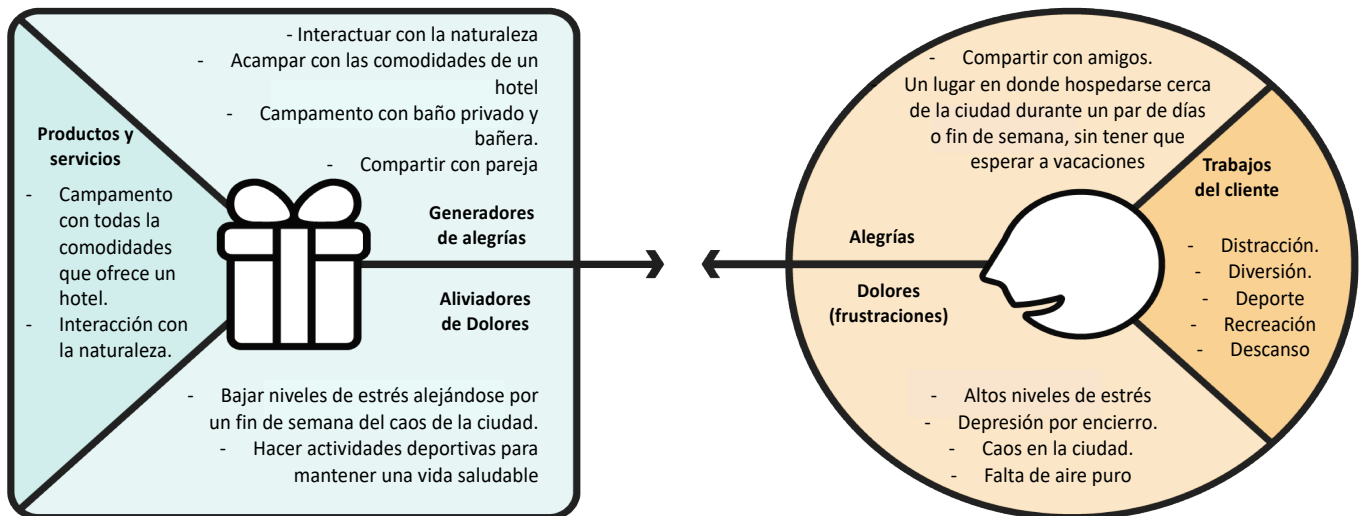 - Interactuar con la naturaleza
- Acampar con las comodidades de un
hotel
- Campamento con baño privado y
bañera.
- Compartir con pareja
Productos y
servicios
- Campamento
con todas la
comodidades
que ofrece un
hotel.
- Interacción con
la naturaleza.
Generadores
de alegrías
Aliviadores
de Dolores
- Bajar niveles de estrés alejándose por
un fin de semana del caos de la ciudad.
- Hacer actividades deportivas para
mantener una vida saludable
- Compartir con amigos.
Un lugar en donde hospedarse cerca
de la ciudad durante un par de días
o fin de semana, sin tener que
esperar a vacaciones
Alegrías
Dolores
(frustraciones)
Trabajos
del cliente
- Distracción.
- Diversión.
- Deporte
- Recreación
- Descanso
- Altos niveles de estrés
- Depresión por encierro.
- Caos en la ciudad.
- Falta de aire puro